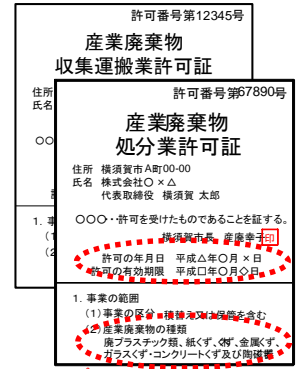 許可番号第12345号
産業廃棄物
収集運搬業許可証
住所
氏名
〇〇
1. 事
(1
(2
許可番号第67890号
産業廃棄物
処分業許可証
住所 横須賀市A町00-00
氏名 株式会社〇×△
代表取締役 横須賀 太郎
〇〇〇・・許可を受けたものであることを証する。
横須賀市長 産廃幸子印
許可の年月日 平成△年〇月×日
許可の有効期限 平成□年〇月◇日
1. 事業の範囲
(1)事業の区分 積替え又は保管を含む
(2)産業廃棄物の種類
廃プラスチック類、紙くず、木くず、金属くず、
ガラスくず・コンクリートくず及び陶磁器